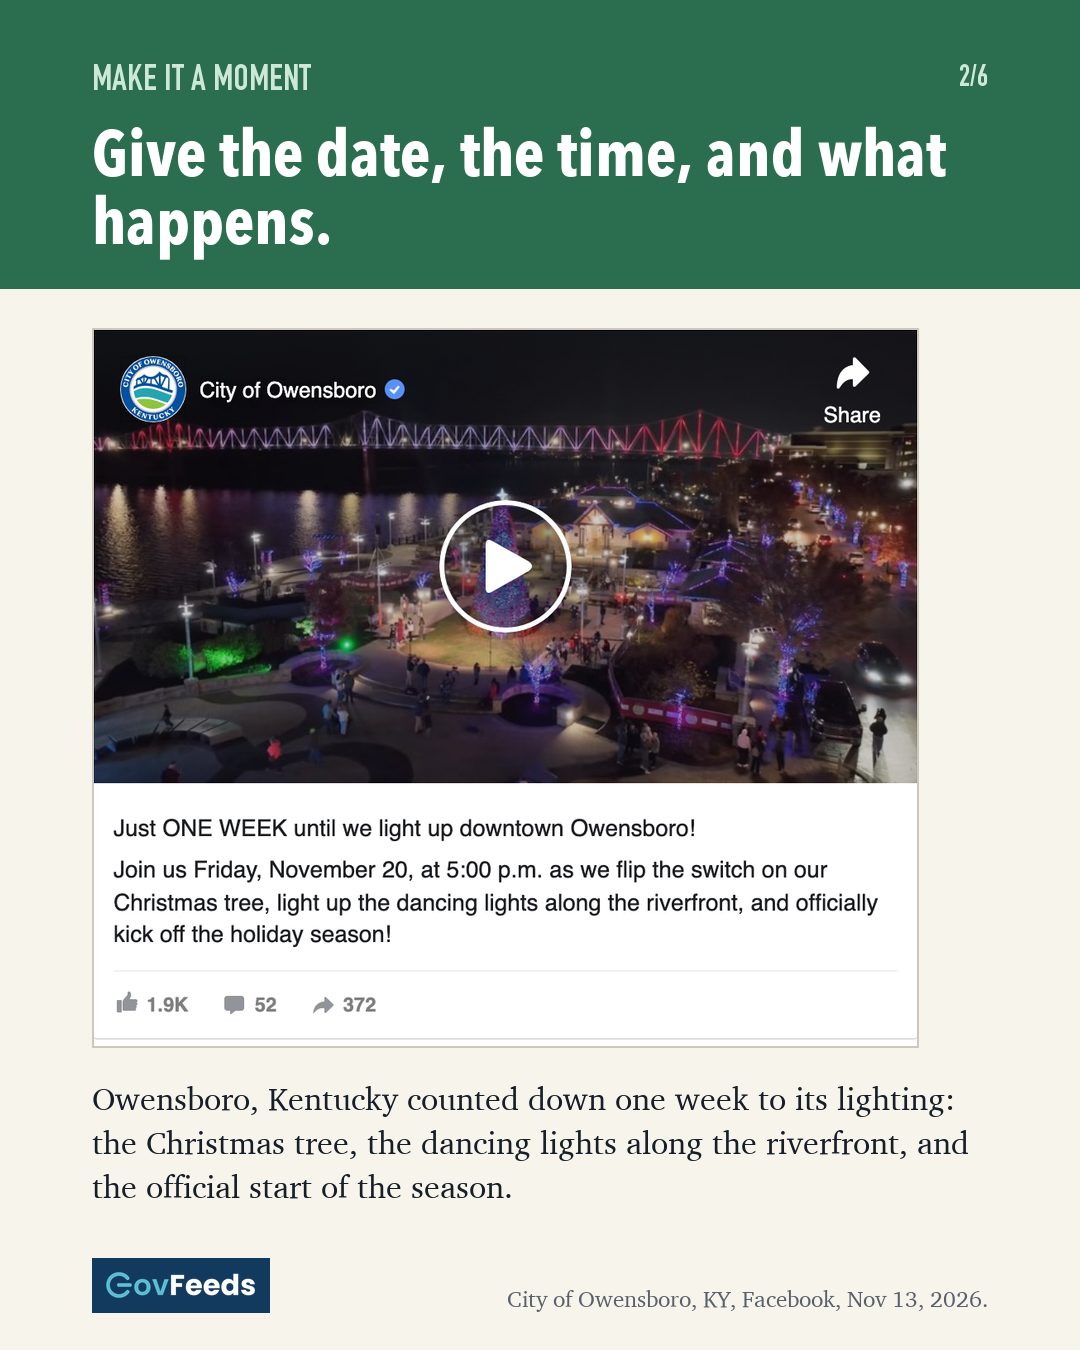 MAKE IT A MOMENT
2/6
Give the date, the time, and what
happens.
CITY OF OWENSBORO
KENTUCKY
City of Owensboro
Share
Just ONE WEEK until we light up downtown Owensboro!
Join us Friday, November 20, at 5:00 p.m. as we flip the switch on our
Christmas tree, light up the dancing lights along the riverfront, and officially
kick off the holiday season!
1.9K
52
372
Owensboro, Kentucky counted down one week to its lighting:
the Christmas tree, the dancing lights along the riverfront, and
the official start of the season.
GovFeeds
City of Owensboro, KY, Facebook, Nov 13, 2026.